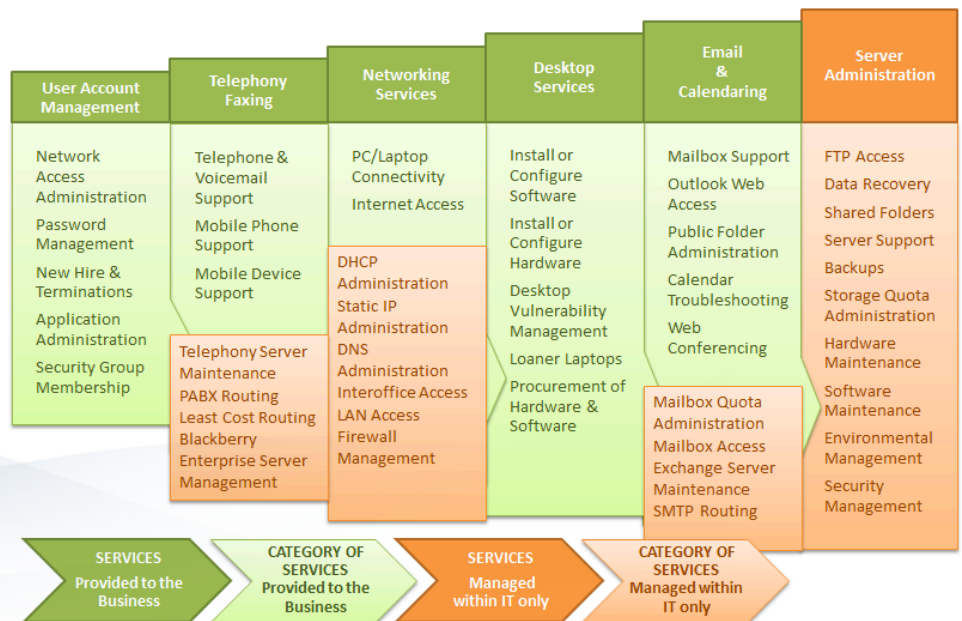 User Account
Management
Telephony
Faxing
Networking
Services
Desktop
Services
Email
&
Calendaring
Server
Administration
Network
Access
Administration
Password
Management
New Hire &
Terminations
Application
Administration
Security Group
Membership
Telephone &
Voicemail
Support
Mobile Phone
Support
Mobile Device
Support
Telephony Server
Maintenance
PABX Routing
Least Cost Routing
Blackberry
Enterprise Server
Management
PC/Laptop
Connectivity
Internet Access
DHCP
Administration
Static IP
Administration
DNS
Administration
Interoffice Access
LAN Access
Firewall
Management
Install or
Configure
Software
Install or
Configure
Hardware
Desktop
Vulnerability
Management
Loaner Laptops
Procurement of
Hardware &
Software
Mailbox Support
Outlook Web
Access
Public Folder
Administration
Calendar
Troubleshooting
Web
Conferencing
Mailbox Quota
Administration
Mailbox Access
Exchange Server
Maintenance
SMTP Routing
FTP Access
Data Recovery
Shared Folders
Server Support
Backups
Storage Quota
Administration
Hardware
Maintenance
Software
Maintenance
Environmental
Management
Security
Management
SERVICES
Provided to the
Business
CATEGORY OF
SERVICES
Provided to the
Business
SERVICES
Managed
within IT only
CATEGORY OF
SERVICES
Managed within
IT only